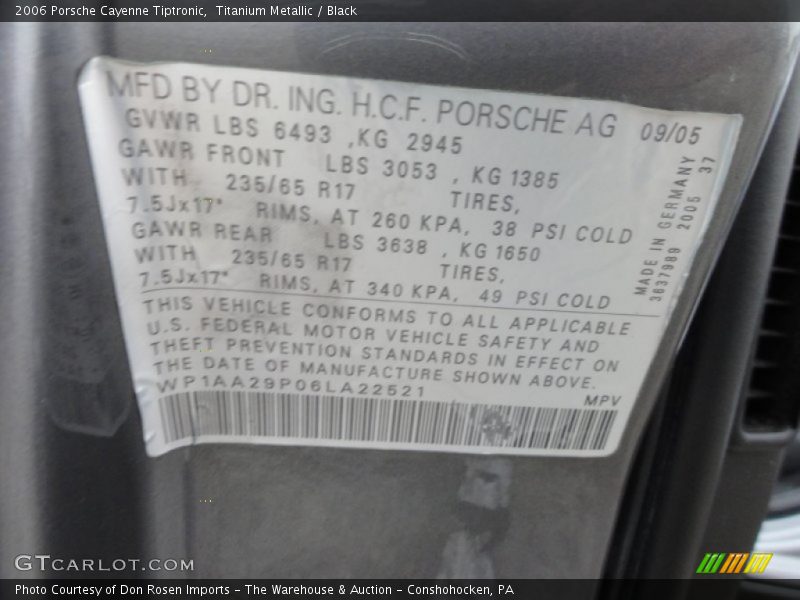 2006 Porsche Cayenne Tiptronic,  Titanium Metallic / Black
MFD BY DR. ING. H.C.F. PORSCHE AG 09/05
GVWR LBS 6493 ,KG 2945
GAWR FRONT LBS 3053 , KG 1385
WITH 235/65 R17 TIRES,
7.5Jx17" RIMS, AT 260 KPA, 38 PSI COLD
GAWR REAR LBS 3638 , KG 1650
WITH 235/65 R17 TIRES,
7.5Jx17" RIMS, AT 340 KPA, 49 PSI COLD
THIS VEHICLE CONFORMS TO ALL APPLICABLE
U.S. FEDERAL MOTOR VEHICLE SAFETY AND
THEFT PREVENTION STANDARDS IN EFFECT ON
THE DATE OF MANUFACTURE SHOWN ABOVE.
WP1AA29P06LA22521 MPV
MADE IN GERMANY
3637989 2005 37
GTCARLOT.COM
Photo Courtesy of Don Rosen Imports – The Warehouse & Auction – Conshohocken, PA